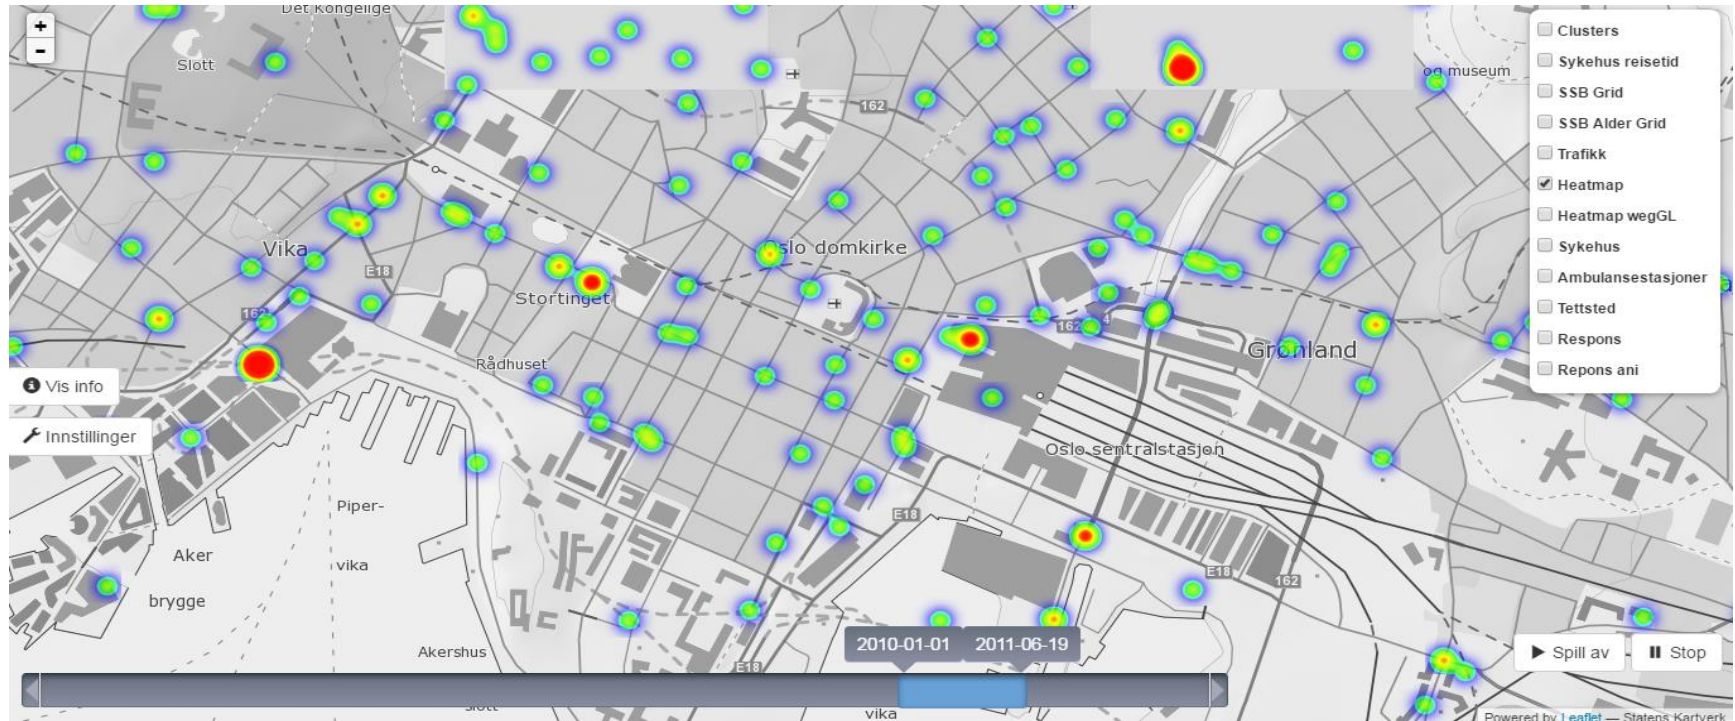 +
-
Det Kongelige
Slott
162
og museum
Clusters
Sykehus reisetid
SSB Grid
SSB Alder Grid
Trafikk
Heatmap
Heatmap wegGL
Sykehus
Ambulansestasjoner
Tettsted
Respons
Repons ani
Vika
Oslo domkirke
E18
Stortinget
162
162
4
Grønland
Rådhuset
Vis info
Innstillinger
Oslo sentralstasjon
Piper-
vika
E18
Aker
brygge
E18
162
Akershus
slott
2010-01-01
2011-06-19
E18
vika
Spill av
Stop
Powered by Leaflet — Statens Kartverk